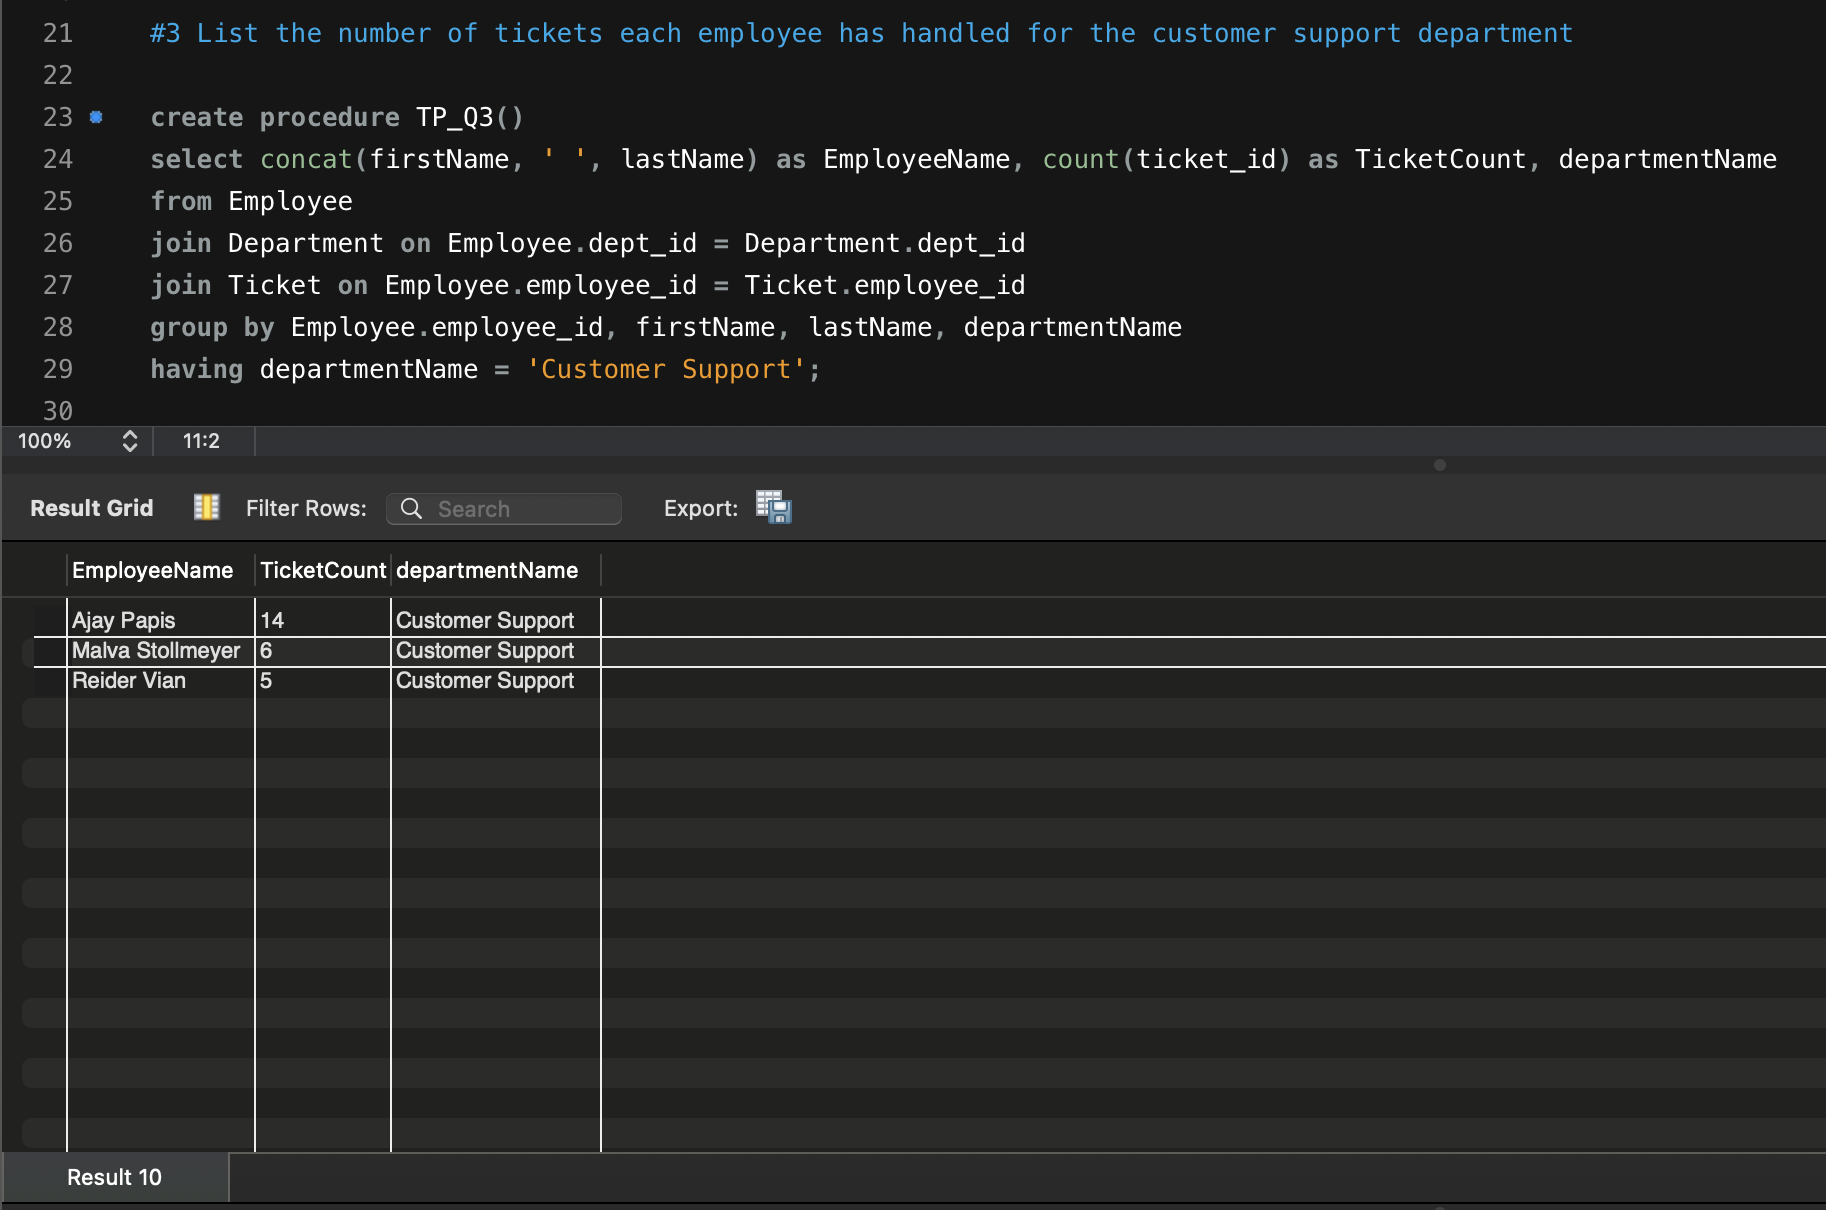 21 #3 List the number of tickets each employee has handled for the customer support department
22
23 create procedure TP_Q3()
24 select concat(firstName, ' ', lastName) as EmployeeName, count(ticket_id) as TicketCount, departmentName
25 from Employee
26 join Department on Employee.dept_id = Department.dept_id
27 join Ticket on Employee.employee_id = Ticket.employee_id
28 group by Employee.employee_id, firstName, lastName, departmentName
29 having departmentName = 'Customer Support';
30
100% 11:2
Result Grid Filter Rows: Search Export:
EmployeeName TicketCount departmentName
Ajay Papis 14 Customer Support
Malva Stollmeyer 6 Customer Support
Reider Vian 5 Customer Support
Result 10